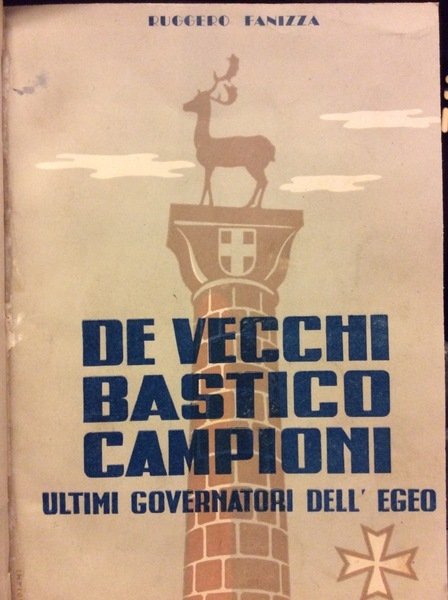 RUGGERO FANIZZA
DE VECCHI
BASTICO
CAMPIONI
ULTIMI GOVERNATORI DELL' EGEO